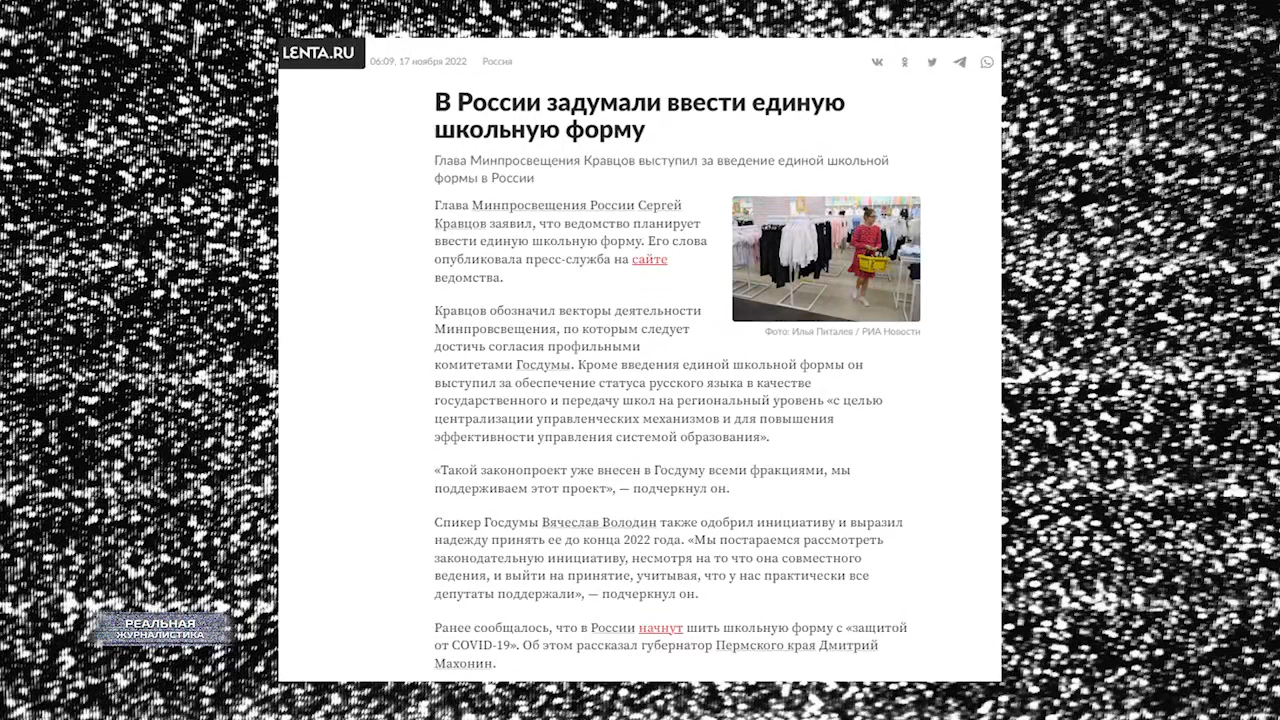 LENTA.RU
06:09, 17 ноября 2022 Россия
В России задумали ввести единую
школьную форму
Глава Минпросвещения Кравцов выступил за введение единой школьной
формы в России
Глава Минпросвещения России Сергей
Кравцов заявил, что ведомство планирует
ввести единую школьную форму. Его слова
опубликовала пресс-служба на сайте
ведомства.
Фото: Илья Питалев / РИА Новости
Кравцов обозначил векторы деятельности
Минпровсвещения, по которым следует
достичь согласия профильными
комитетами Госдумы. Кроме введения единой школьной формы он
выступил за обеспечение статуса русского языка в качестве
государственного и передачу школ на региональный уровень «с целью
централизации управленческих механизмов и для повышения
эффективности управления системой образования».
«Такой законопроект уже внесен в Госдуму всеми фракциями, мы
поддерживаем этот проект», — подчеркнул он.
Спикер Госдумы Вячеслав Володин также одобрил инициативу и выразил
надежду принять ее до конца 2022 года. «Мы постараемся рассмотреть
законодательную инициативу, несмотря на то что она совместного
ведения, и выйти на принятие, учитывая, что у нас практически все
депутаты поддержали», — подчеркнул он.
Ранее сообщалось, что в России начнут шить школьную форму с «защитой
от COVID-19». Об этом рассказал губернатор Пермского края Дмитрий
Махонин.
РЕАЛЬНАЯ
ЖУРНАЛИСТИКА